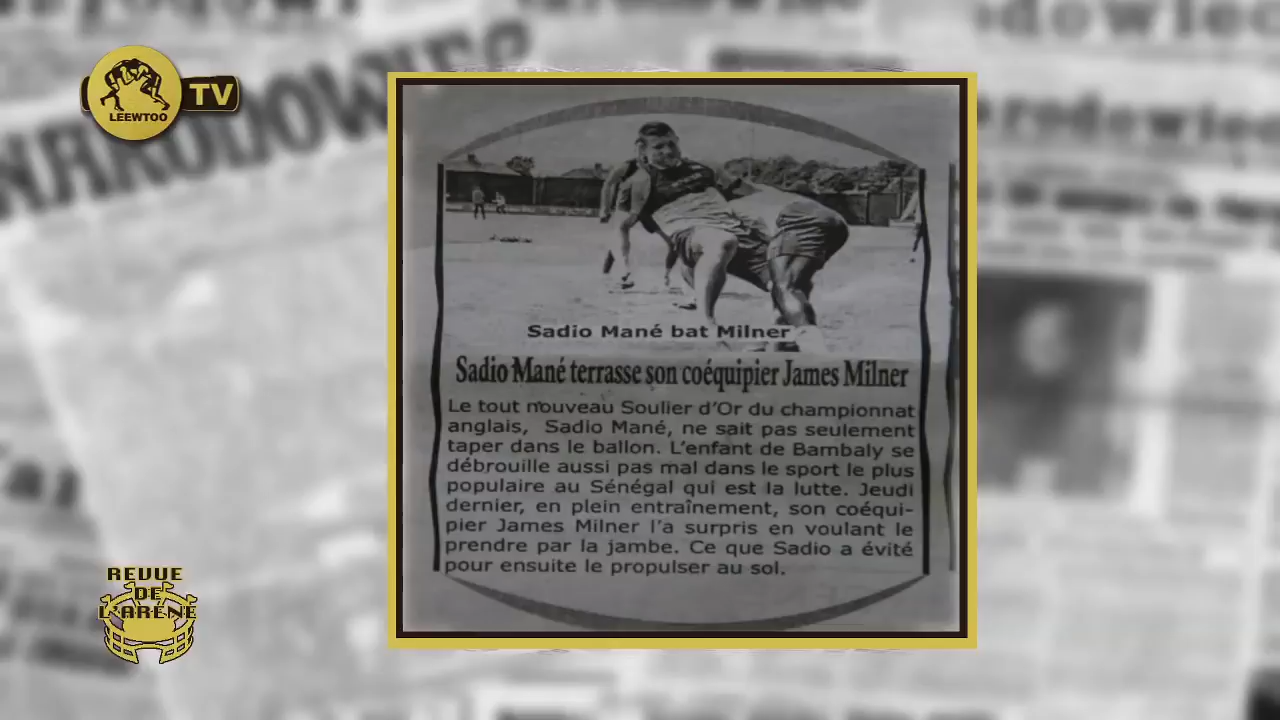 NARODOWIEC
LEEWTOO
TV
Sadio Mané bat Milner
Sadio Mané terrasse son coéquipier James Milner
Le tout nouveau Soulier d'Or du championnat
anglais, Sadio Mané, ne sait pas seulement
taper dans le ballon. L'enfant de Bambaly se
débrouille aussi pas mal dans le sport le plus
populaire au Sénégal qui est la lutte. Jeudi
dernier, en plein entraînement, son coéqui-
pier James Milner l'a surpris en voulant le
prendre par la jambe. Ce que Sadio a évité
pour ensuite le propulser au sol.
REVUE
DE
L'ARÈNE